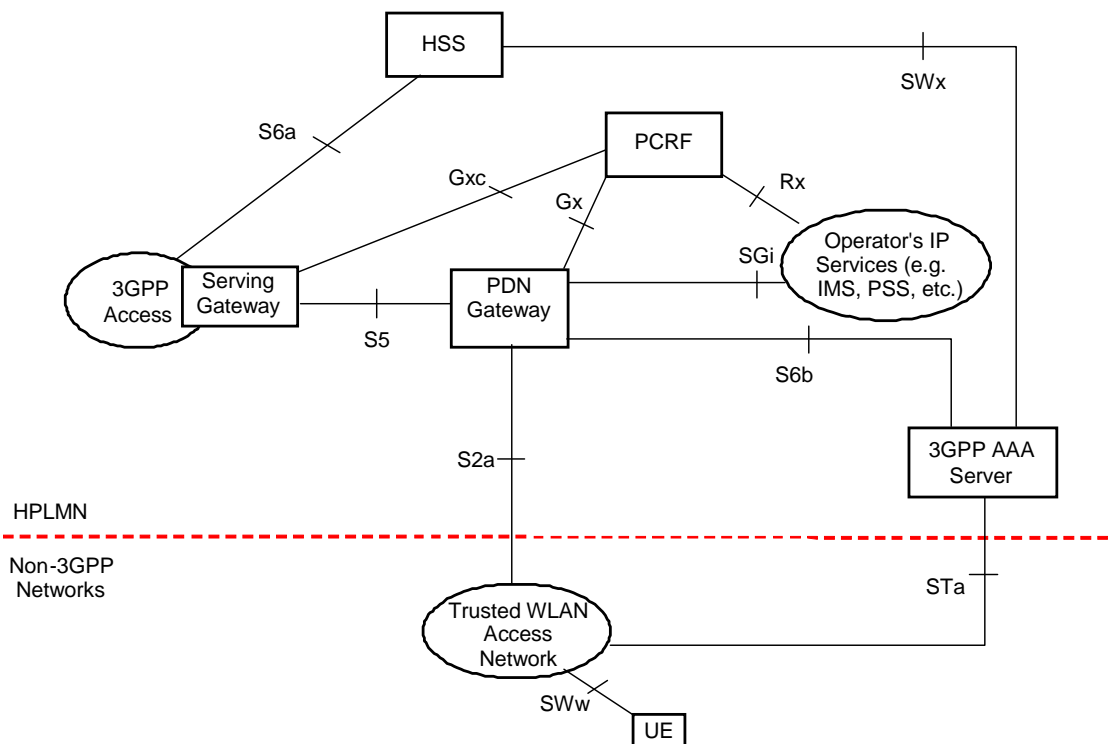 HSS
SWx
S6a
PCRF
Gxc
Rx
Gx
Operator's IP
Services (e.g.
IMS, PSS, etc.)
SGi
3GPP
Access
Serving
Gateway
PDN
Gateway
S5
S6b
S2a
3GPP AAA
Server
HPLMN
Non-3GPP
Networks
STa
Trusted WLAN
Access
Network
SWw
UE